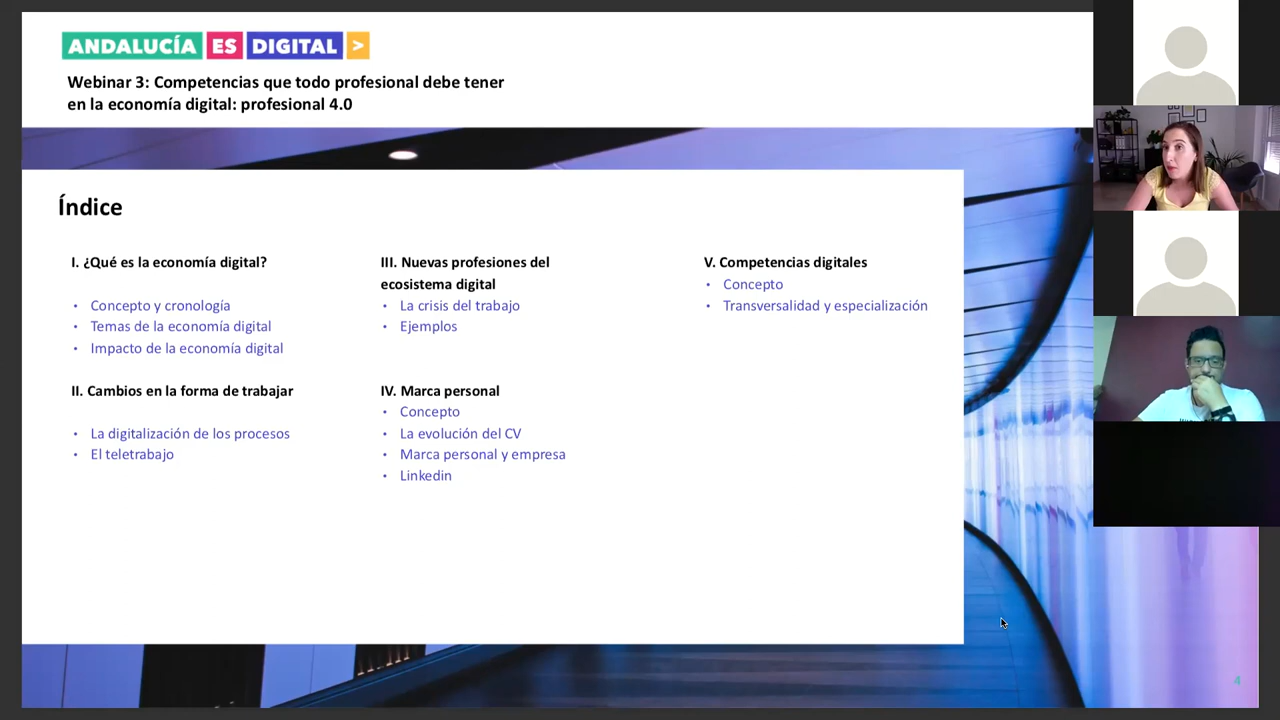 ANDALUCÍA ES DIGITAL >
Webinar 3: Competencias que todo profesional debe tener
en la economía digital: profesional 4.0
Índice
I. ¿Qué es la economía digital?
• Concepto y cronología
• Temas de la economía digital
• Impacto de la economía digital
II. Cambios en la forma de trabajar
• La digitalización de los procesos
• El teletrabajo
III. Nuevas profesiones del
ecosistema digital
• La crisis del trabajo
• Ejemplos
IV. Marca personal
• Concepto
• La evolución del CV
• Marca personal y empresa
• Linkedin
V. Competencias digitales
• Concepto
• Transversalidad y especialización
4